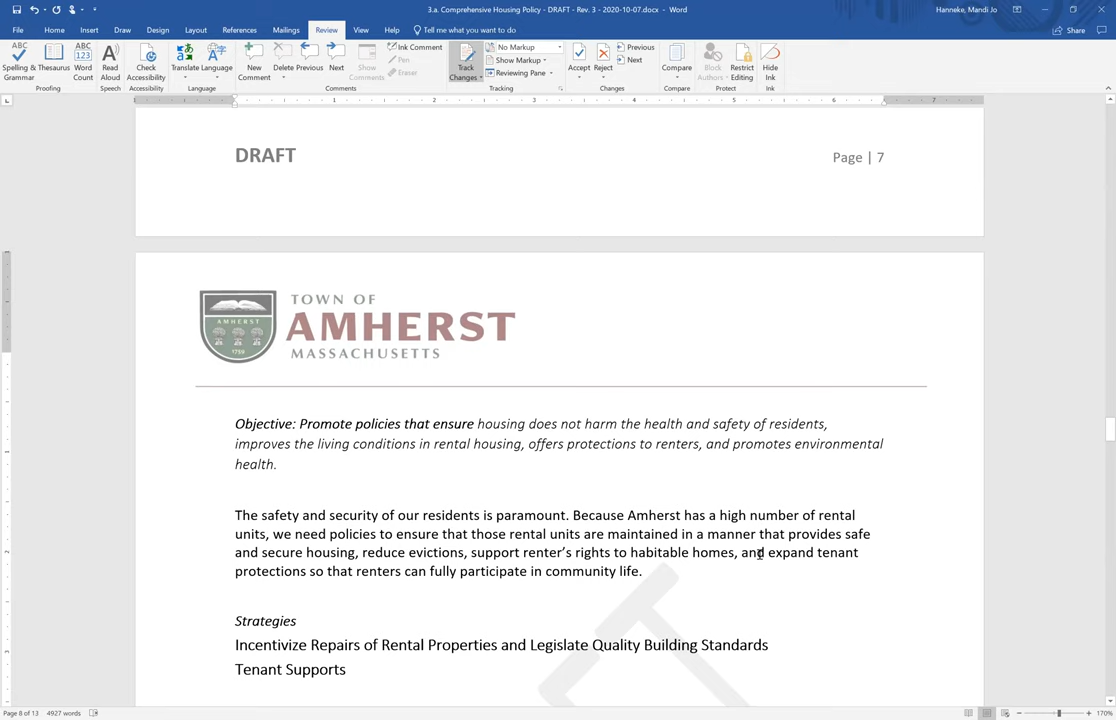 3.a. Comprehensive Housing Policy - DRAFT - Rev. 3 - 2020-10-07.docx - Word
Hanneke, Mandi Jo
File Home Insert Draw Design Layout References Mailings Review View Help Tell me what you want to do
Share
Spelling & Grammar
Thesaurus
Word Count
Read Aloud
Check Accessibility
Translate
Language
New Comment
Delete
Previous
Next
Show Comments
Ink Comment
Pen
Eraser
Track Changes
No Markup
Show Markup
Reviewing Pane
Accept
Reject
Previous
Next
Compare
Block Authors
Restrict Editing
Hide Ink
Proofing
Speech
Accessibility
Language
Comments
Tracking
Changes
Compare
Protect
Ink
1 2 3 4 5 6 7
DRAFT
Page | 7
TOWN OF
AMHERST
MASSACHUSETTS
AMHERST
1759
Objective: Promote policies that ensure housing does not harm the health and safety of residents,
improves the living conditions in rental housing, offers protections to renters, and promotes environmental
health.
The safety and security of our residents is paramount. Because Amherst has a high number of rental
units, we need policies to ensure that those rental units are maintained in a manner that provides safe
and secure housing, reduce evictions, support renter's rights to habitable homes, and expand tenant
protections so that renters can fully participate in community life.
Strategies
Incentivize Repairs of Rental Properties and Legislate Quality Building Standards
Tenant Supports
Page 8 of 13
4927 words
170%